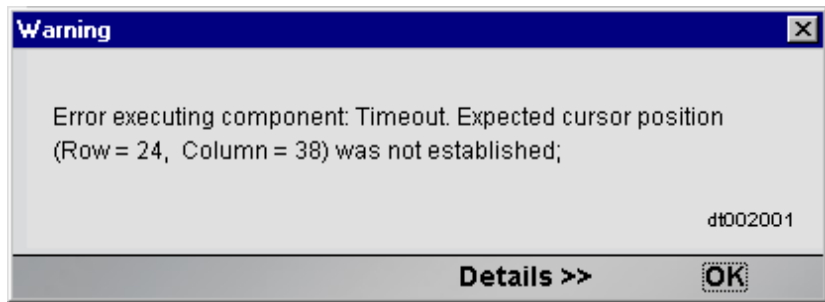 Warning
Error executing component: Timeout. Expected cursor position
(Row = 24, Column = 38) was not established;
dt002001
Details >> OK